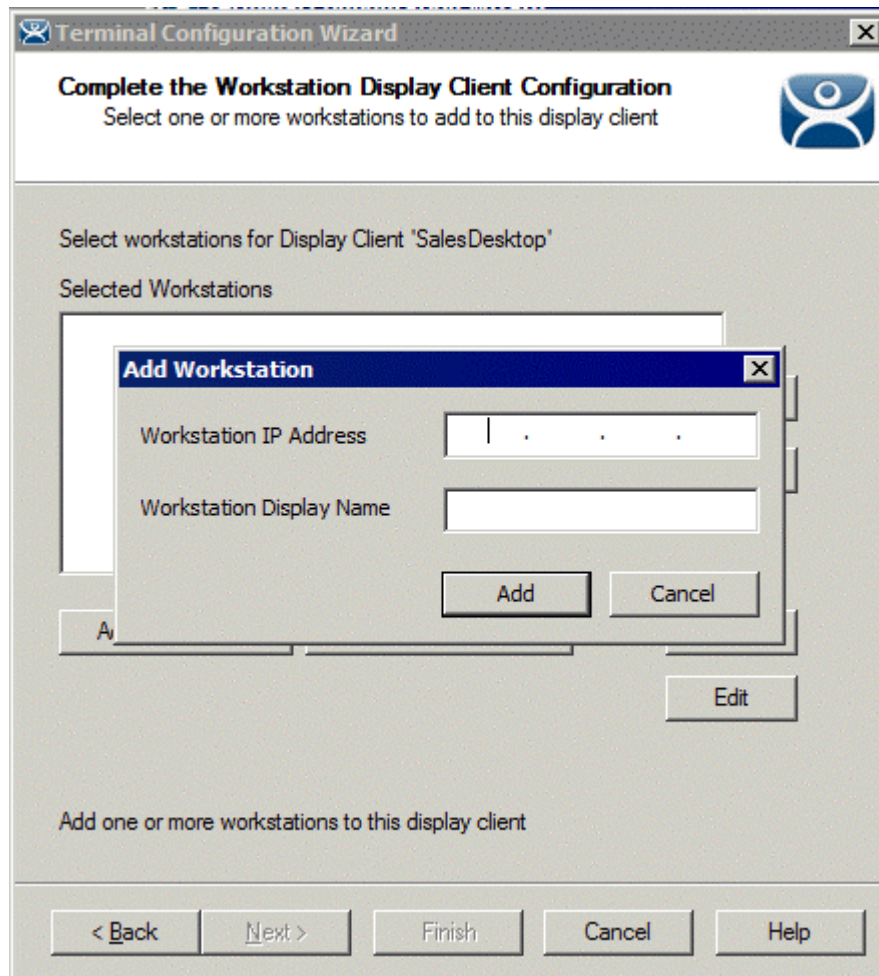 Terminal Configuration Wizard
Complete the Workstation Display Client Configuration
Select one or more workstations to add to this display client
Select workstations for Display Client 'SalesDesktop'
Selected Workstations
Add Workstation
Workstation IP Address . . .
Workstation Display Name
Add Cancel
Edit
Add one or more workstations to this display client
< Back Next > Finish Cancel Help